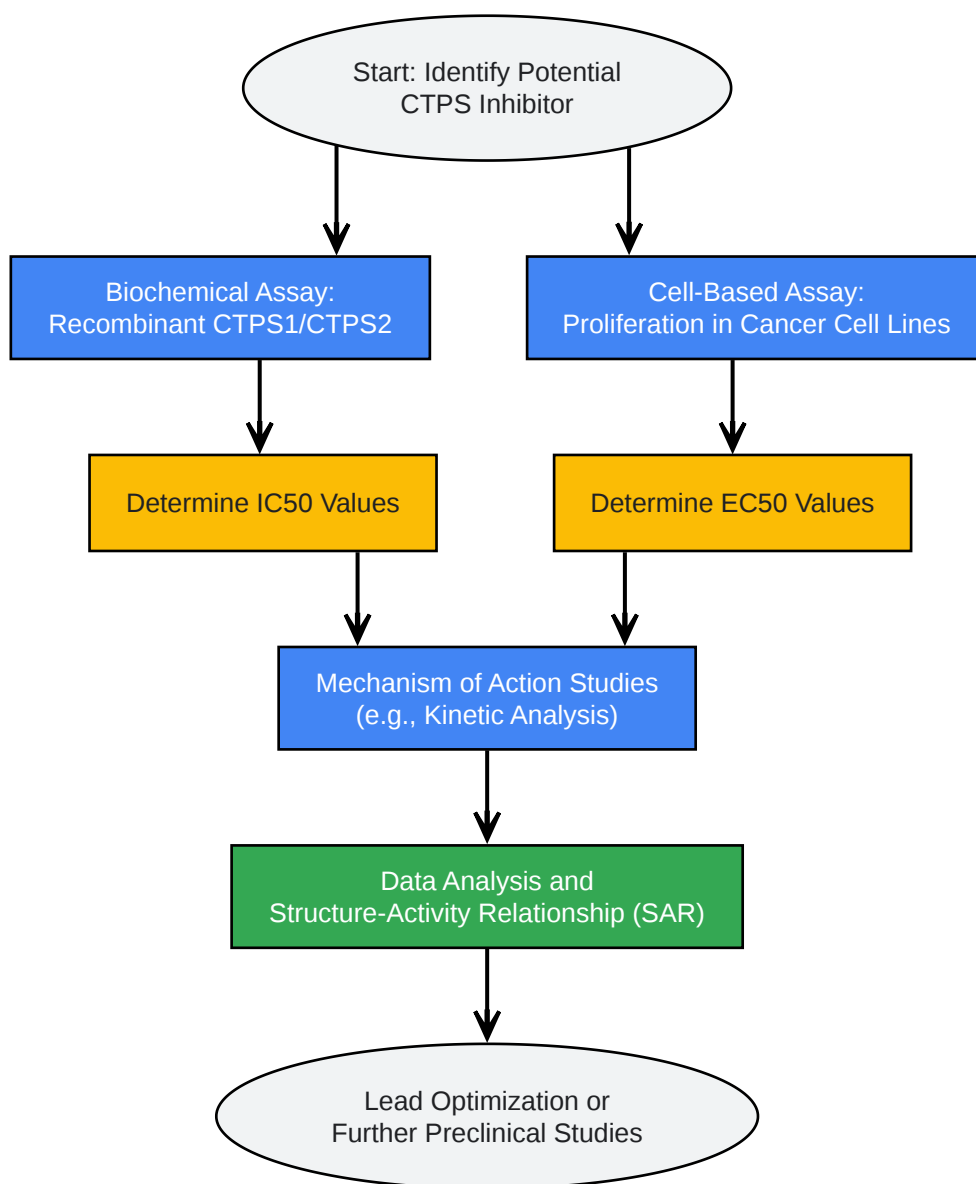 Start: Identify Potential
CTPS Inhibitor
Biochemical Assay:
Recombinant CTPS1/CTPS2
Cell-Based Assay:
Proliferation in Cancer Cell Lines
Determine IC50 Values
Determine EC50 Values
Mechanism of Action Studies
(e.g., Kinetic Analysis)
Data Analysis and
Structure-Activity Relationship (SAR)
Lead Optimization or
Further Preclinical Studies